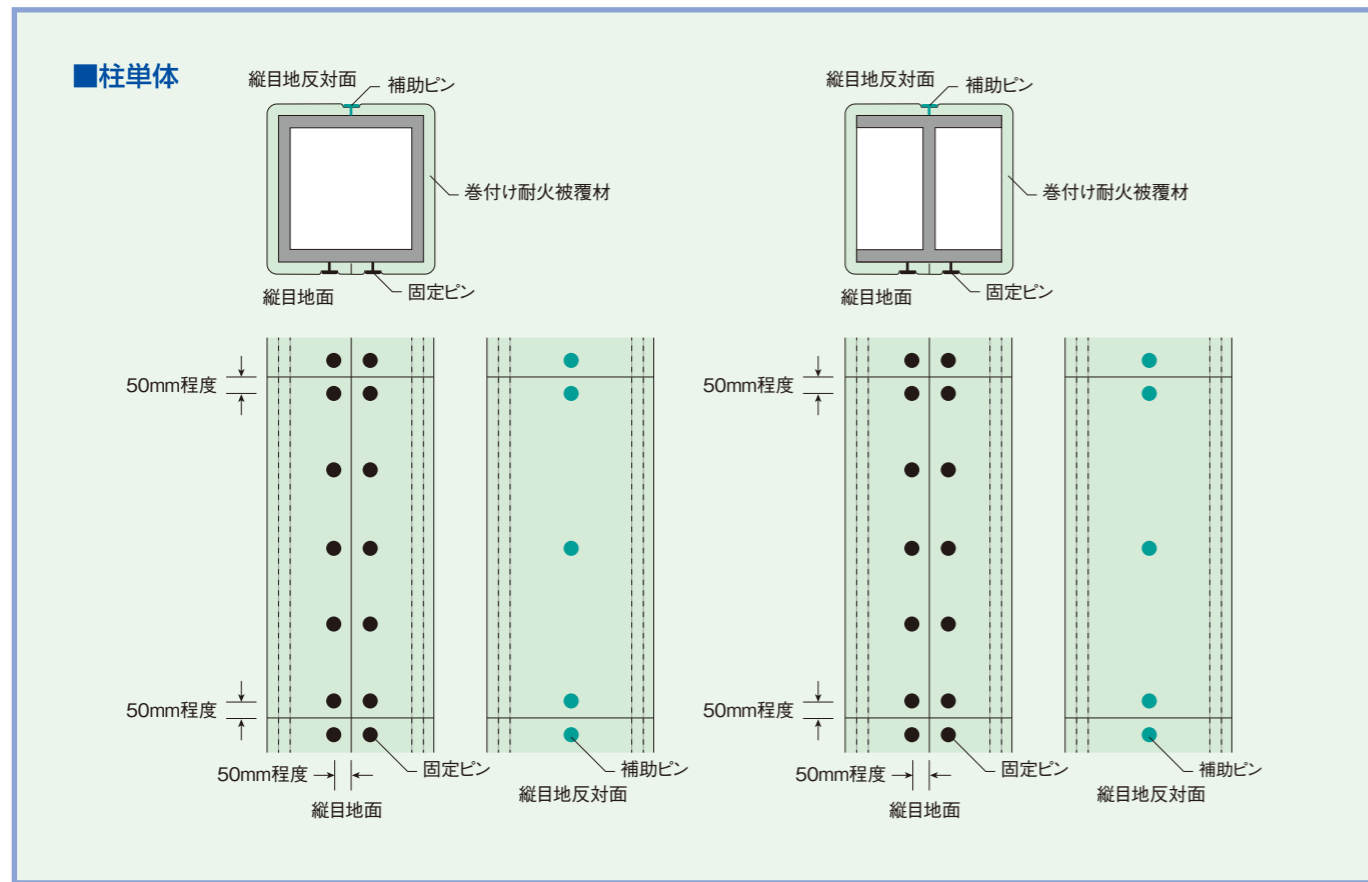 ■柱単体
縦目地反対面
補助ピン
巻付け耐火被覆材
縦目地面
固定ピン
縦目地反対面
補助ピン
巻付け耐火被覆材
縦目地面
固定ピン
50mm程度
50mm程度
50mm程度
固定ピン
縦目地面
補助ピン
縦目地反対面
50mm程度
50mm程度
50mm程度
固定ピン
縦目地面
補助ピン
縦目地反対面